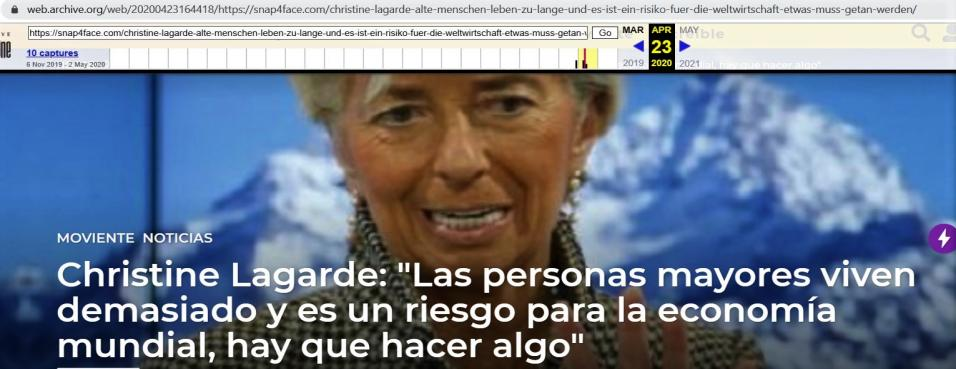 web.archive.org/web/20200423164418/https://snap4face.com/christine-lagarde-alte-menschen-leben-zu-lange-und-es-ist-ein-risiko-fuer-die-weltwirtschaft-etwas-muss-getan-werden/
https://snap4face.com/christine-lagarde-alte-menschen-leben-zu-lange-und-es-ist-ein-risiko-fuer-die-weltwirtschaft-etwas-muss-getan-w Go MAR APR MAY
10 captures 23
6 Nov 2019 - 2 May 2020 2019 2020 2021
MOVIENTE NOTICIAS
Christine Lagarde: "Las personas mayores viven
demasiado y es un riesgo para la economía
mundial, hay que hacer algo"